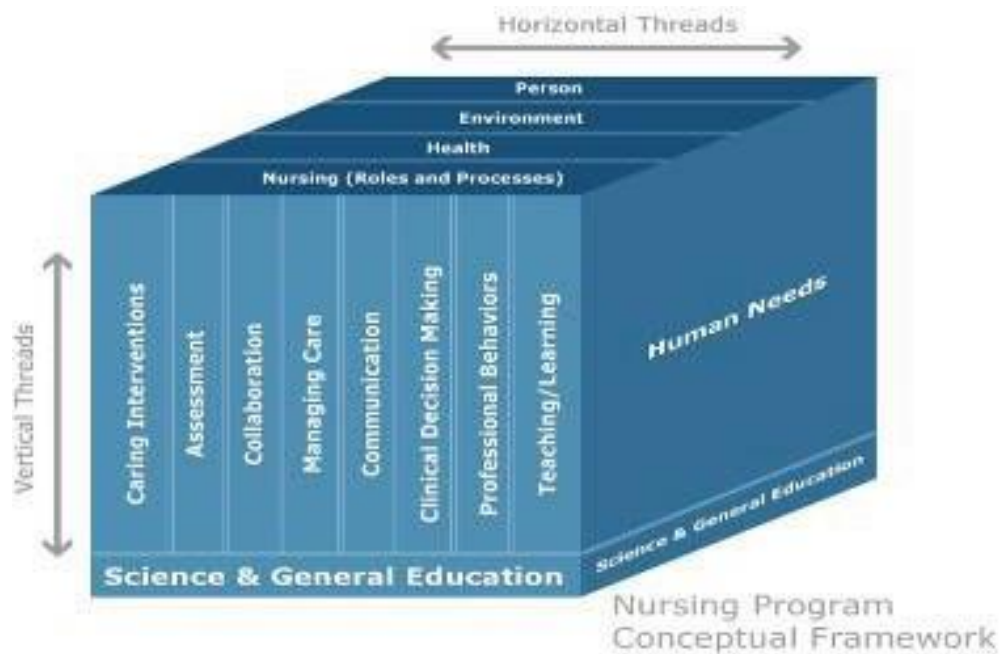 Horizontal Threads
Person
Environment
Health
Nursing (Roles and Processes)
Vertical Threads
Caring Interventions
Assessment
Collaboration
Managing Care
Communication
Clinical Decision Making
Professional Behaviors
Teaching/Learning
Human Needs
Science & General Education
Science & General Education
Nursing Program
Conceptual Framework